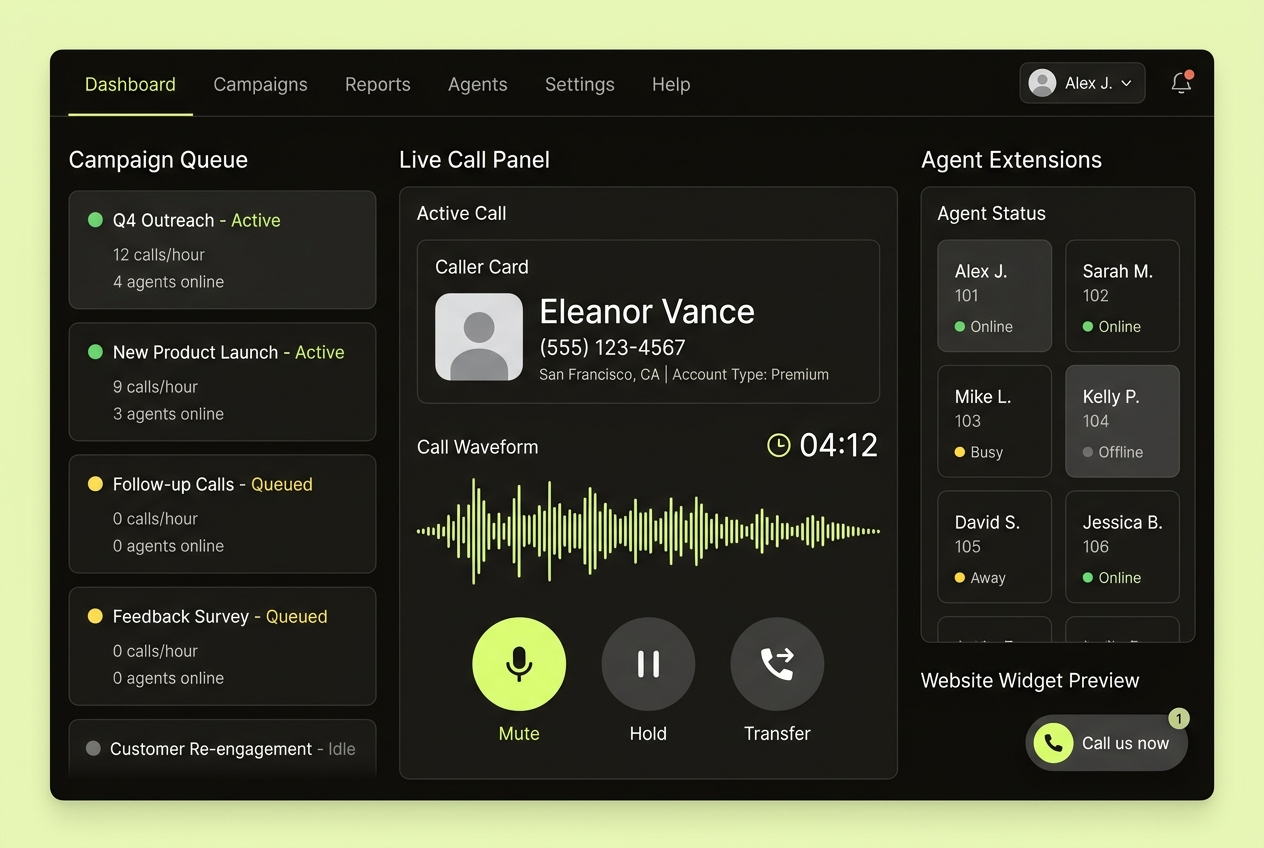 Dashboard
Campaigns
Reports
Agents
Settings
Help
Alex J.
Campaign Queue
Q4 Outreach - Active
12 calls/hour
4 agents online
New Product Launch - Active
9 calls/hour
3 agents online
Follow-up Calls - Queued
0 calls/hour
0 agents online
Feedback Survey - Queued
0 calls/hour
0 agents online
Customer Re-engagement - Idle
Live Call Panel
Active Call
Caller Card
Eleanor Vance
(555) 123-4567
San Francisco, CA | Account Type: Premium
Call Waveform
04:12
Mute
Hold
Transfer
Agent Extensions
Agent Status
Alex J.
101
Online
Sarah M.
102
Online
Mike L.
103
Busy
Kelly P.
104
Offline
David S.
105
Away
Jessica B.
106
Online
Website Widget Preview
1
Call us now